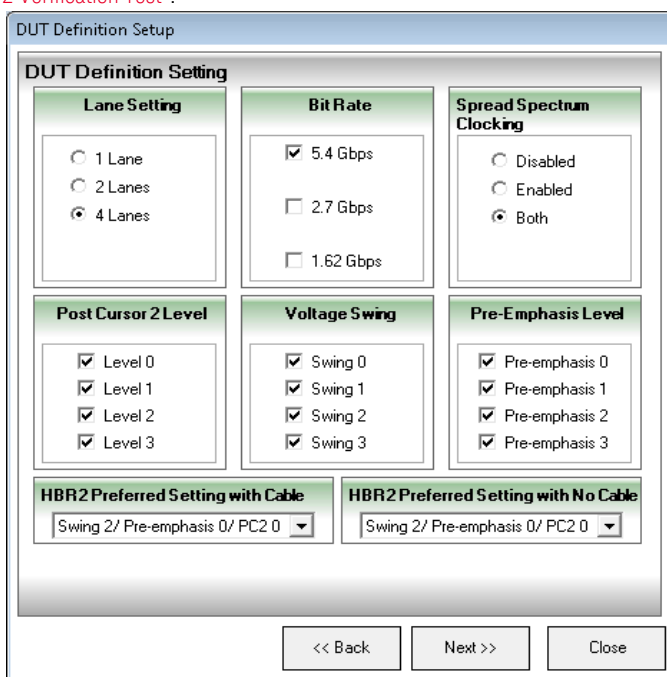 2 Verification Test".
DUT Definition Setup
DUT Definition Setting
Lane Setting
1 Lane
2 Lanes
4 Lanes
Bit Rate
5.4 Gbps
2.7 Gbps
1.62 Gbps
Spread Spectrum
Clocking
Disabled
Enabled
Both
Post Cursor 2 Level
Level 0
Level 1
Level 2
Level 3
Voltage Swing
Swing 0
Swing 1
Swing 2
Swing 3
Pre-Emphasis Level
Pre-emphasis 0
Pre-emphasis 1
Pre-emphasis 2
Pre-emphasis 3
HBR2 Preferred Setting with Cable
Swing 2/ Pre-emphasis 0/ PC2 0
HBR2 Preferred Setting with No Cable
Swing 2/ Pre-emphasis 0/ PC2 0
<< Back
Next >>
Close